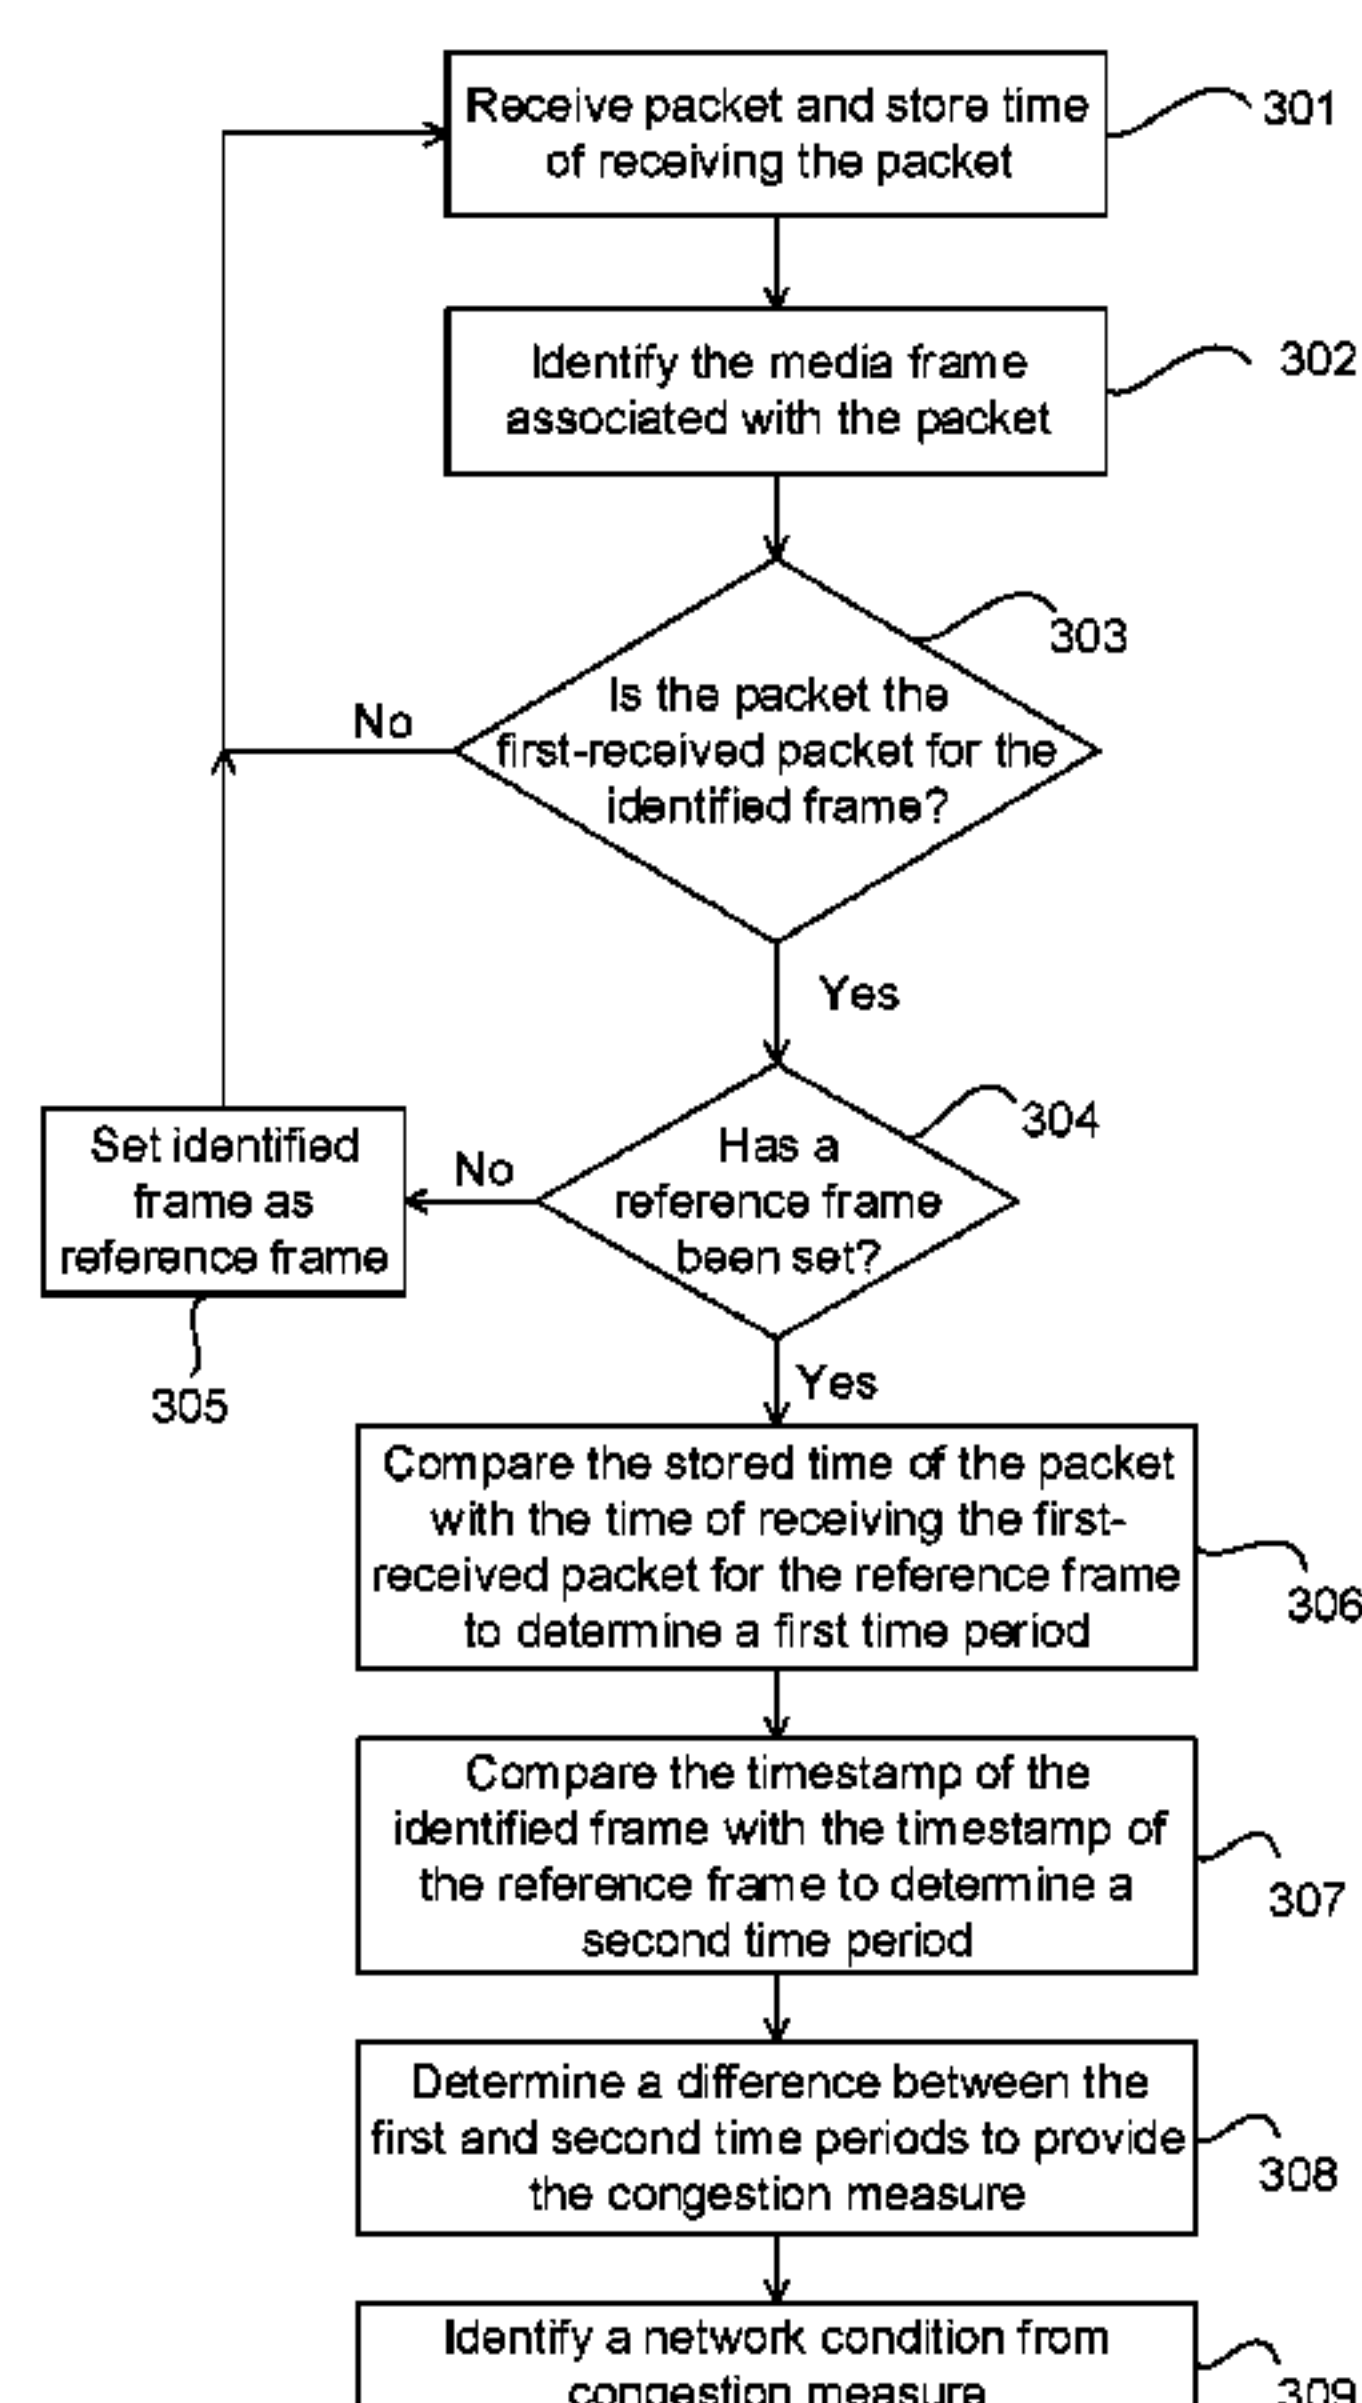 Receive packet and store time
of receiving the packet
301
Identify the media frame
associated with the packet
302
303
Is the packet the
first-received packet for the
identified frame?
No
Yes
304
Has a
reference frame
been set?
No
Set identified
frame as
reference frame
305
Yes
Compare the stored time of the packet
with the time of receiving the first-
received packet for the reference frame
to determine a first time period
306
Compare the timestamp of the
identified frame with the timestamp of
the reference frame to determine a
second time period
307
Determine a difference between the
first and second time periods to provide
the congestion measure
308
Identify a network condition from
congestion measure
309